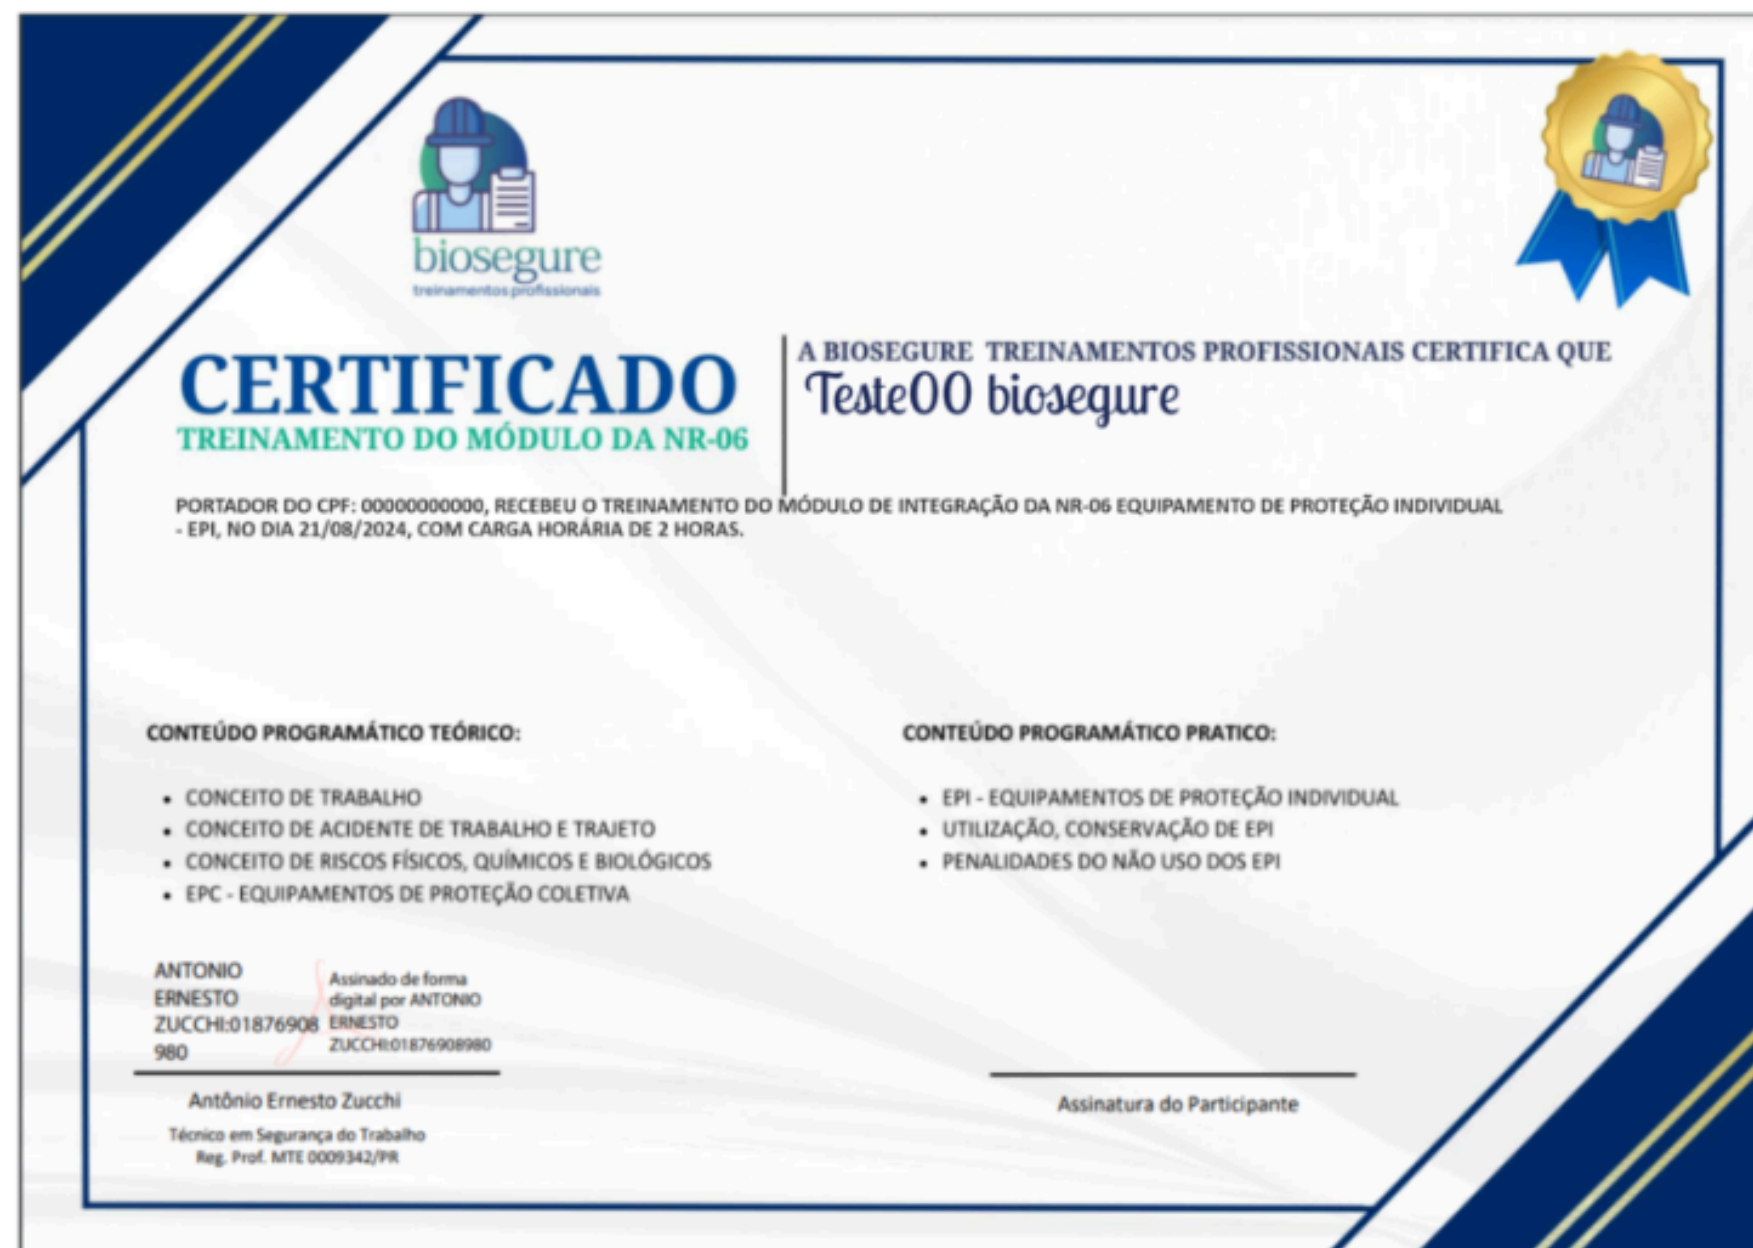 biosegure
treinamentos profissionais
CERTIFICADO
TREINAMENTO DO MÓDULO DA NR-06
A BIOSEGURE TREINAMENTOS PROFISSIONAIS CERTIFICA QUE
Teste00 biosegure
PORTADOR DO CPF: 00000000000, RECEBEU O TREINAMENTO DO MÓDULO DE INTEGRAÇÃO DA NR-06 EQUIPAMENTO DE PROTEÇÃO INDIVIDUAL
- EPI, NO DIA 21/08/2024, COM CARGA HORÁRIA DE 2 HORAS.
CONTEÚDO PROGRAMÁTICO TEÓRICO:
• CONCEITO DE TRABALHO
• CONCEITO DE ACIDENTE DE TRABALHO E TRAJETO
• CONCEITO DE RISCOS FÍSICOS, QUÍMICOS E BIOLÓGICOS
• EPC - EQUIPAMENTOS DE PROTEÇÃO COLETIVA
CONTEÚDO PROGRAMÁTICO PRATICO:
• EPI - EQUIPAMENTOS DE PROTEÇÃO INDIVIDUAL
• UTILIZAÇÃO, CONSERVAÇÃO DE EPI
• PENALIDADES DO NÃO USO DOS EPI
ANTONIO
ERNESTO
ZUCCHI:01876908
980
Assinado de forma
digital por ANTONIO
ERNESTO
ZUCCHI:01876908980
Antônio Ernesto Zucchi
Técnico em Segurança do Trabalho
Reg. Prof. MTE 0009342/PR
Assinatura do Participante